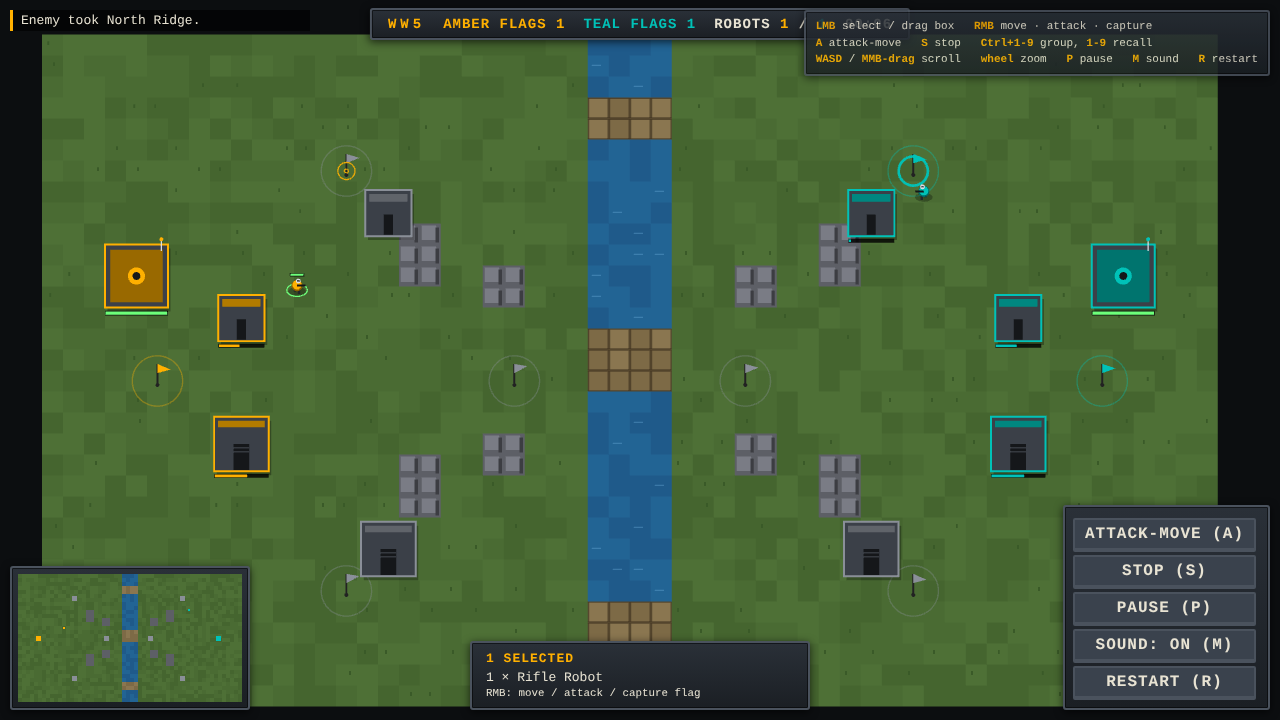 Enemy took North Ridge.
WW5 AMBER FLAGS 1 TEAL FLAGS 1 ROBOTS 1 /
LMB select / drag box RMB move · attack · capture
A attack-move S stop Ctrl+1-9 group, 1-9 recall
WASD / MMB-drag scroll wheel zoom P pause M sound R restart
1 SELECTED
1 × Rifle Robot
RMB: move / attack / capture flag
ATTACK-MOVE (A)
STOP (S)
PAUSE (P)
SOUND: ON (M)
RESTART (R)